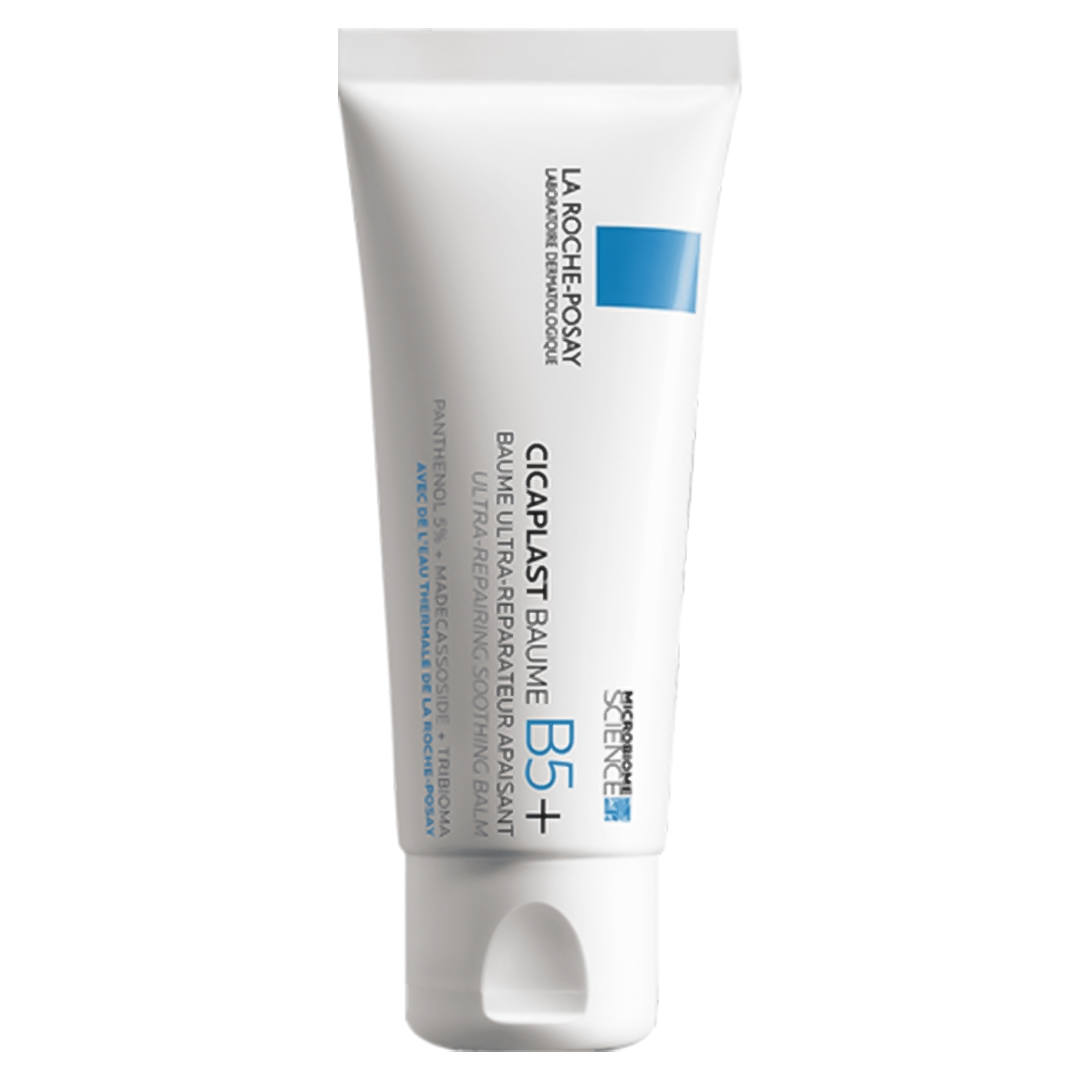 LA ROCHE-POSAY
LABORATOIRE DERMATOLOGIQUE
MICROBIOME
SCIENCE
CICAPLAST BAUME B5+
BAUME ULTRA-REPARATEUR APAISANT
ULTRA-REPAIRING SOOTHING BALM
PANTHENOL 5% + MADECASSOSIDE + TRIBIOMA
AVEC DE L'EAU THERMALE DE LA ROCHE-POSAY